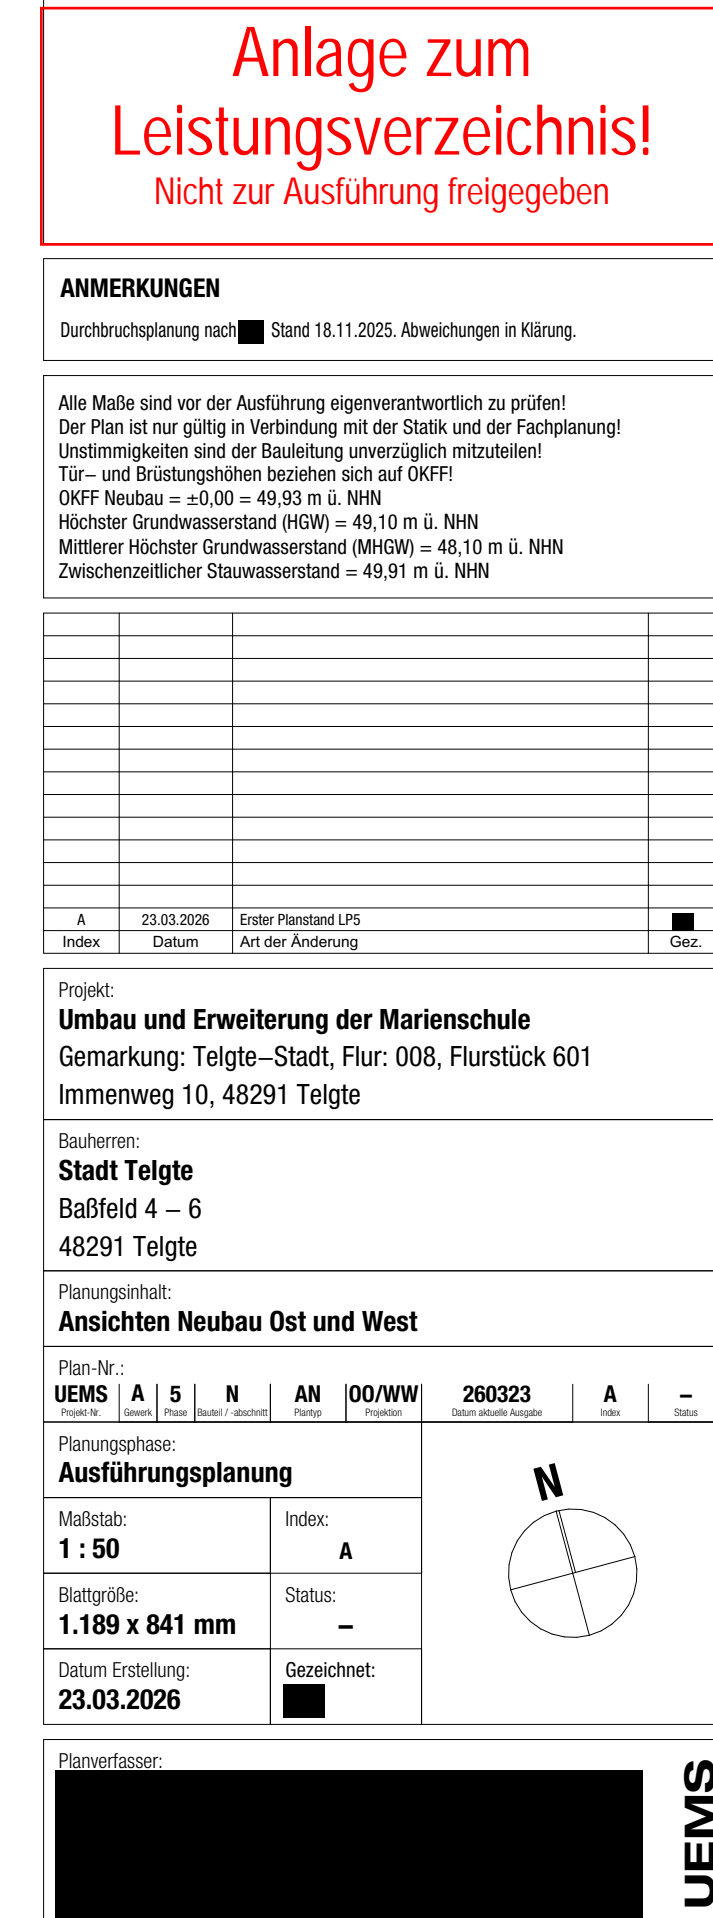 Anlage zum
Leistungsverzeichnis!
Nicht zur Ausführung freigegeben
ANMERKUNGEN
Durchbruchsplanung nach Stand 18.11.2025. Abweichungen in Klärung.
Alle Maße sind vor der Ausführung eigenverantwortlich zu prüfen!
Der Plan ist nur gültig in Verbindung mit der Statik und der Fachplanung!
Unstimmigkeiten sind der Bauleitung unverzüglich mitzuteilen!
Tür– und Brüstungshöhen beziehen sich auf OKFF!
OKFF Neubau = ±0,00 = 49,93 m ü. NHN
Höchster Grundwasserstand (HGW) = 49,10 m ü. NHN
Mittlerer Höchster Grundwasserstand (MHGW) = 48,10 m ü. NHN
Zwischenzeitlicher Stauwasserstand = 49,91 m ü. NHN
A 23.03.2026 Erster Planstand LP5
Index Datum Art der Änderung Gez.
Projekt:
Umbau und Erweiterung der Marienschule
Gemarkung: Telgte–Stadt, Flur: 008, Flurstück 601
Immenweg 10, 48291 Telgte
Bauherren:
Stadt Telgte
Baßfeld 4 – 6
48291 Telgte
Planungsinhalt:
Ansichten Neubau Ost und West
Plan-Nr.:
UEMS A 5 N AN OO/WW 260323 A –
Projekt-Nr. Gewerk Phase Bauteil / -abschnitt Plantyp Projektion Datum aktuelle Ausgabe Index Status
Planungsphase:
Ausführungsplanung
N
Maßstab: Index:
1 : 50 A
Blattgröße: Status:
1.189 x 841 mm –
Datum Erstellung: Gezeichnet:
23.03.2026
Planverfasser:
UEMS